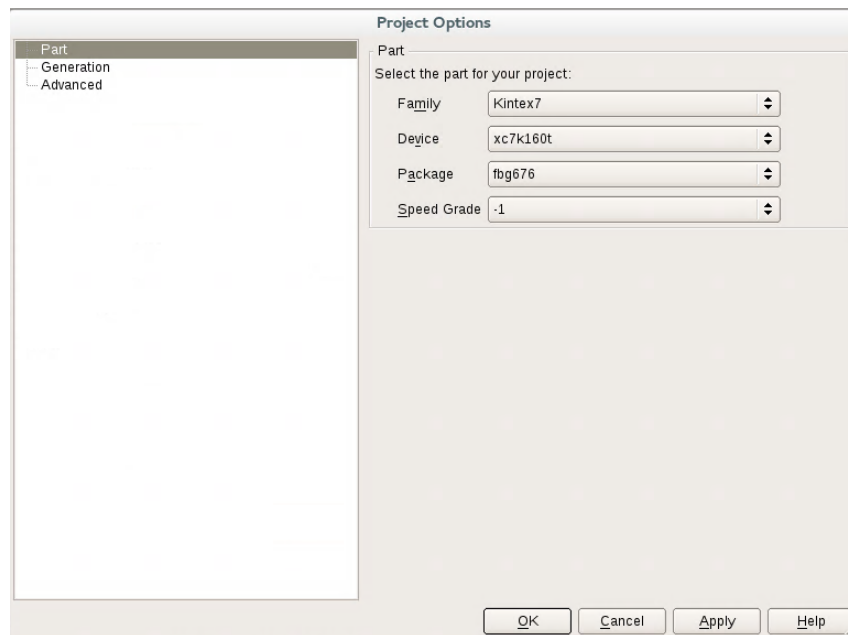 Project Options
Part
Generation
Advanced
Part
Select the part for your project:
Family Kintex7
Device xc7k160t
Package fbg676
Speed Grade -1
OK Cancel Apply Help